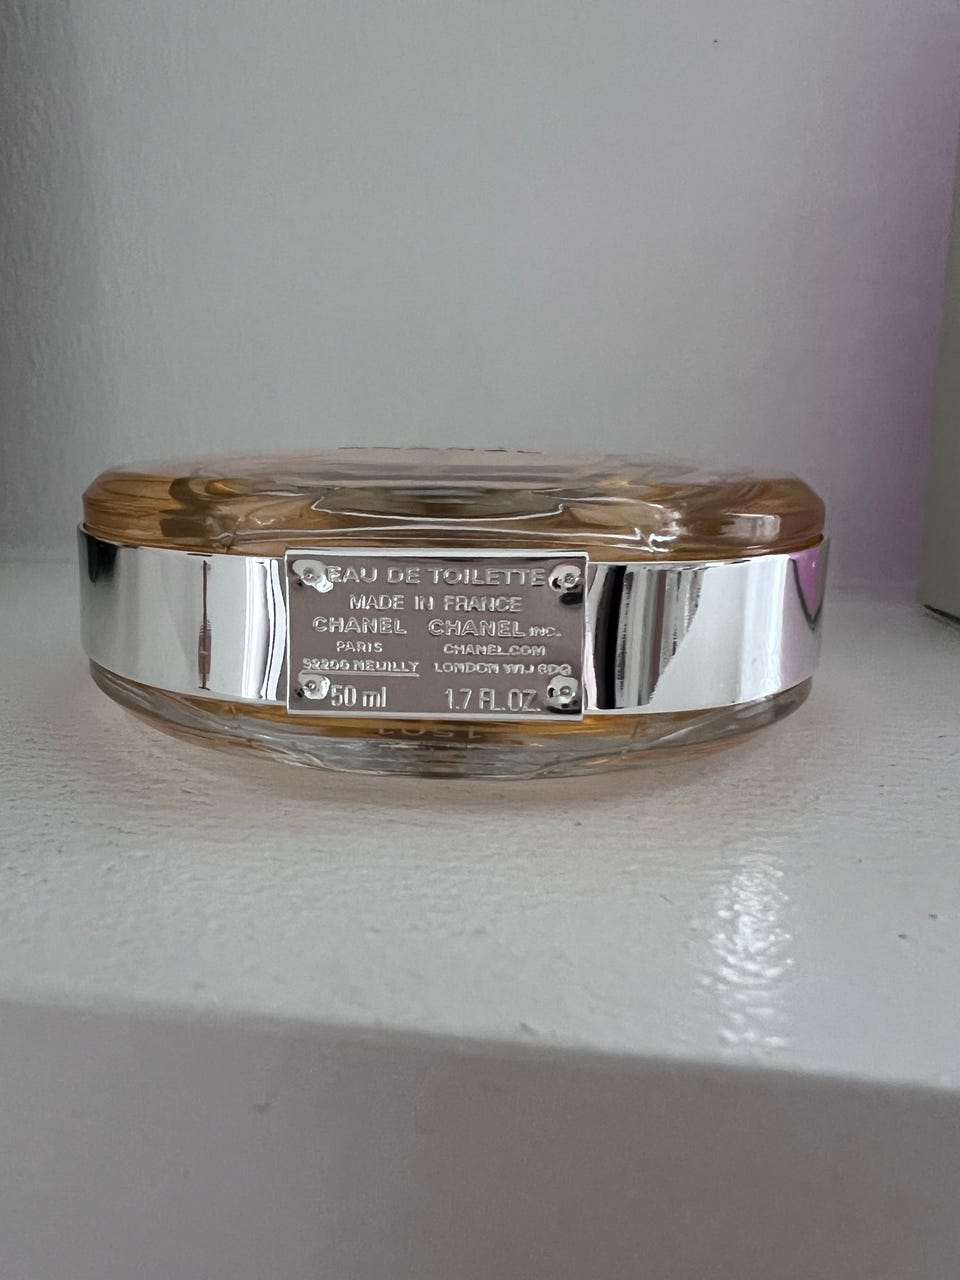 EAU DE TOILETTE
MADE IN FRANCE
CHANEL CHANEL INC.
PARIS CHANEL.COM
92200 NEUILLY LONDON W1J
50 ml 1.7 FL.OZ.
1501